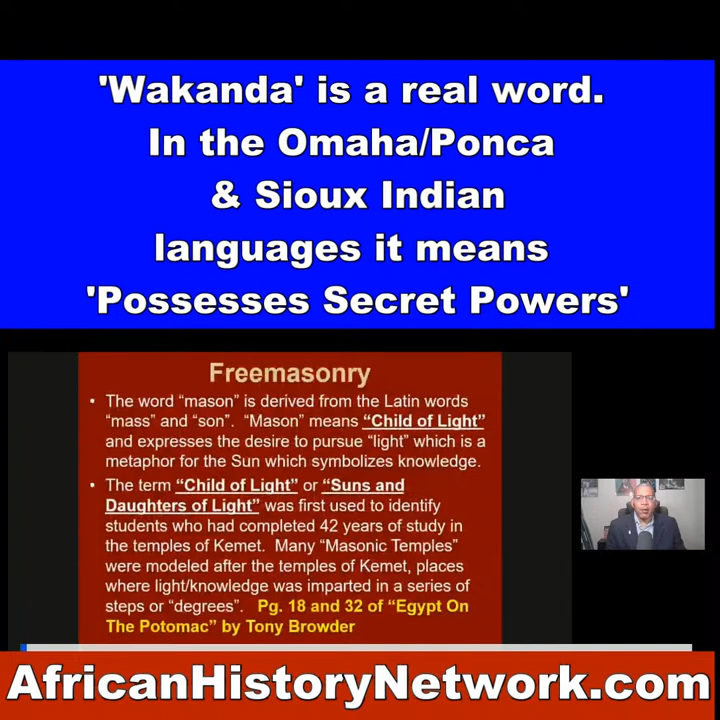 'Wakanda' is a real word.
In the Omaha/Ponca
& Sioux Indian
languages it means
'Possesses Secret Powers'
Freemasonry
• The word “mason” is derived from the Latin words
“mass” and “son”. “Mason” means “Child of Light”
and expresses the desire to pursue “light” which is a
metaphor for the Sun which symbolizes knowledge.
• The term “Child of Light” or “Suns and
Daughters of Light” was first used to identify
students who had completed 42 years of study in
the temples of Kemet. Many “Masonic Temples”
were modeled after the temples of Kemet, places
where light/knowledge was imparted in a series of
steps or “degrees”. Pg. 18 and 32 of “Egypt On
The Potomac” by Tony Browder
AfricanHistoryNetwork.com